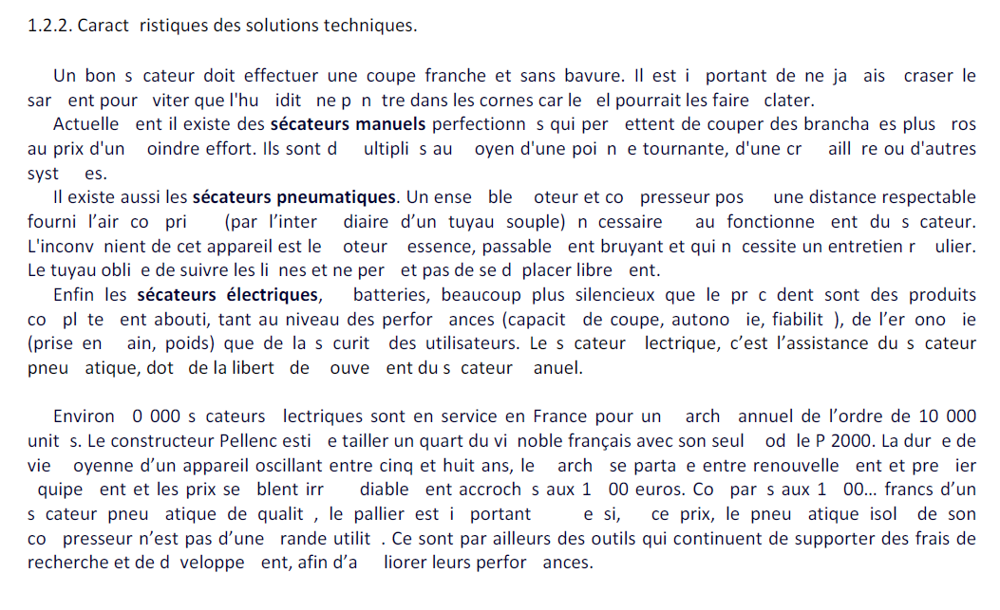 1.2.2. Caract ristiques des solutions techniques.
Un bon s cateur doit effectuer une coupe franche et sans bavure. Il est i portant de ne ja ais craser le
sar ent pour viter que l'hu idit ne p n tre dans les cornes car le el pourrait les faire clater.
Actuelle ent il existe des sécateurs manuels perfectionn s qui per ettent de couper des brancha es plus ros
au prix d'un oindre effort. Ils sont d ultipli s au oyen d'une poi n e tournante, d'une cr aill re ou d'autres
syst es.
Il existe aussi les sécateurs pneumatiques. Un ense ble oteur et co presseur pos une distance respectable
fourni l’air co pri (par l’inter diaire d’un tuyau souple) n cessaire au fonctionne ent du s cateur.
L'inconv nient de cet appareil est le oteur essence, passable ent bruyant et qui n cessite un entretien r ulier.
Le tuyau obli e de suivre les li nes et ne per et pas de se d placer libre ent.
Enfin les sécateurs électriques, batteries, beaucoup plus silencieux que le pr c dent sont des produits
co pl te ent abouti, tant au niveau des perfor ances (capacit de coupe, autono ie, fiabilit ), de l’er ono ie
(prise en ain, poids) que de la s curit des utilisateurs. Le s cateur lectrique, c’est l’assistance du s cateur
pneu atique, dot de la libert de ouve ent du s cateur anuel.
Environ 0 000 s cateurs lectriques sont en service en France pour un arch annuel de l’ordre de 10 000
unit s. Le constructeur Pellenc esti e tailler un quart du vi noble français avec son seul od le P 2000. La dur e de
vie oyenne d’un appareil oscillant entre cinq et huit ans, le arch se parta e entre renouvelle ent et pre ier
quipe ent et les prix se blent irr diable ent accroch s aux 1 00 euros. Co par s aux 1 00... francs d’un
s cateur pneu atique de qualit , le pallier est i portant e si, ce prix, le pneu atique isol de son
co presseur n’est pas d’une rande utilit . Ce sont par ailleurs des outils qui continuent de supporter des frais de
recherche et de d veloppe ent, afin d’a liorer leurs perfor ances.